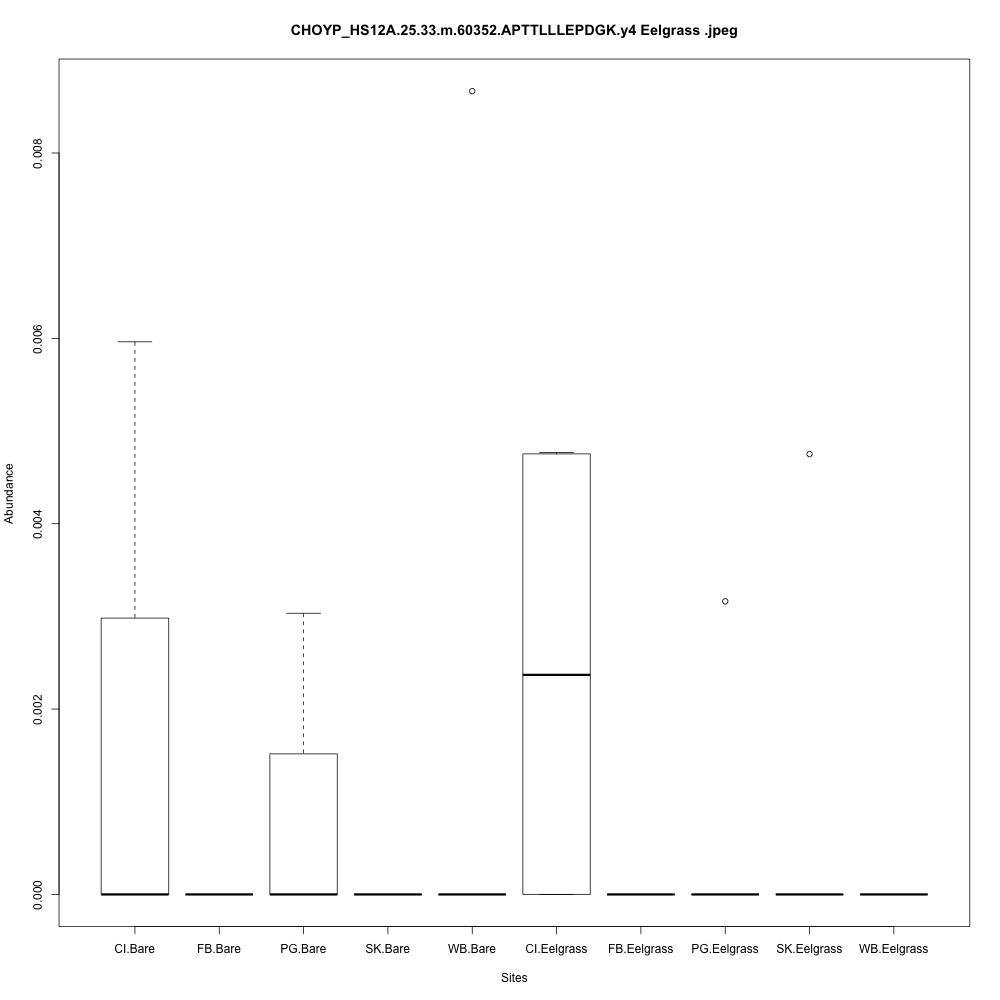 CHOYP_HS12A.25.33.m.60352.APTTLLLEPDGK.y4 Eelgrass .jpeg
0.008
0.006
0.004
0.002
0.000
Abundance
CI.Bare FB.Bare PG.Bare SK.Bare WB.Bare CI.Eelgrass FB.Eelgrass PG.Eelgrass SK.Eelgrass WB.Eelgrass
Sites